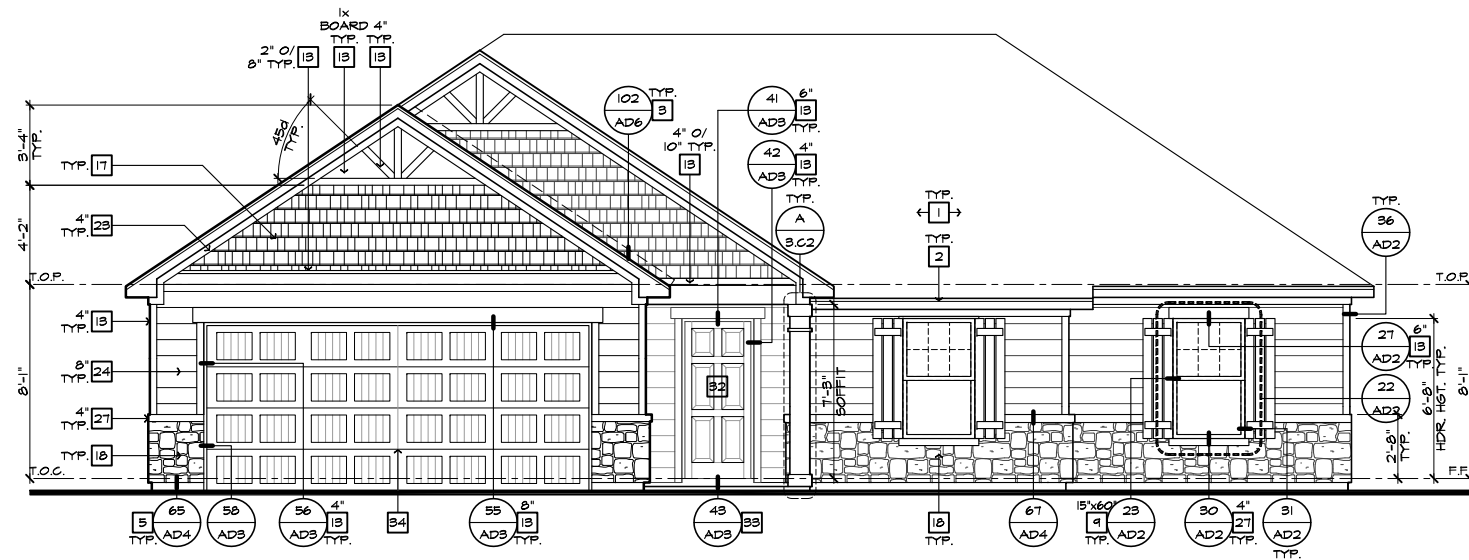 1x
BOARD 4"
TYP. TYP.
13 13
2" O/
8" TYP. 13
45d
TYP.
3'-4"
TYP.
TYP. 17
4'-2"
4"
TYP. 23
T.O.P.
4"
TYP. 13
8'-1"
8"
TYP. 24
4"
TYP. 27
TYP. 18
T.O.C.
102
AD6
TYP.
3
4" O/
10" TYP.
13
41
AD3
6"
13
TYP.
42
AD3
4"
13
TYP.
TYP.
A
3.C2
TYP.
1
TYP.
2
TYP.
36
AD2
T.O.P.
32
7'-3"
SOFFIT
27
AD2
6"
13
TYP.
22
AD2
6'-8"
HDR. HGT. TYP.
8'-1"
2'-8"
TYP.
F.F.
5
TYP.
65
AD4
58
AD3
56
AD3
4"
13
TYP.
34
55
AD3
8"
13
TYP.
43
AD3
33
18
TYP.
67
AD4
15"x60"
9
TYP.
23
AD2
30
AD2
4"
27
TYP.
31
AD2
TYP.